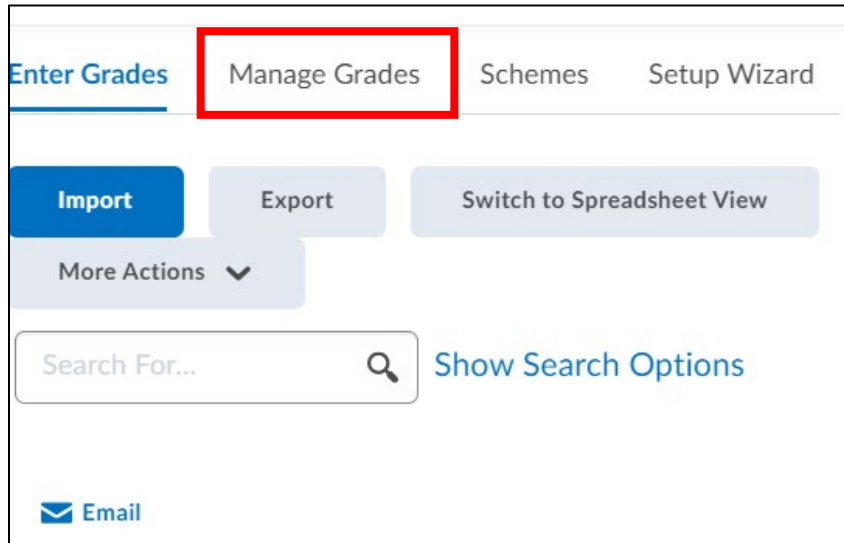 Enter Grades Manage Grades Schemes Setup Wizard
Import Export Switch to Spreadsheet View
More Actions
Search For... Show Search Options
Email